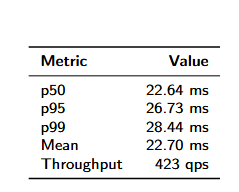 Metric Value
p50 22.64 ms
p95 26.73 ms
p99 28.44 ms
Mean 22.70 ms
Throughput 423 qps